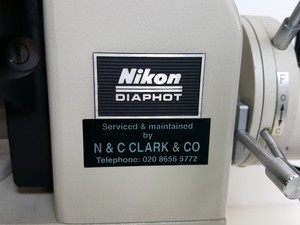 Nikon
DIAPHOT
Serviced & maintained
by
N & C CLARK & CO
Telephone: 020 8656 5772
F
O
C